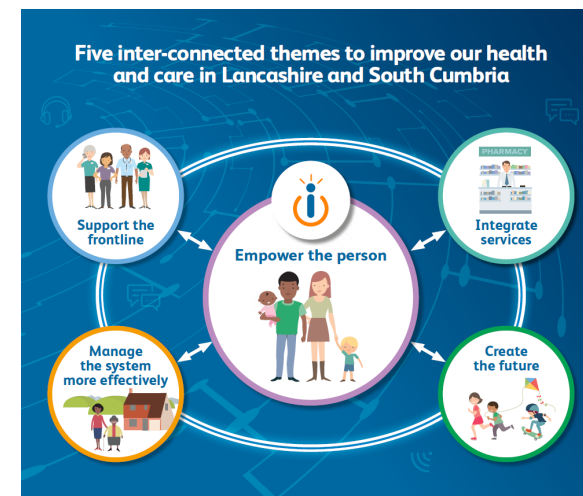 Five inter-connected themes to improve our health
and care in Lancashire and South Cumbria
Support the
frontline
PHARMACY
Integrate
services
Empower the person
Manage
the system
more effectively
Create
the future